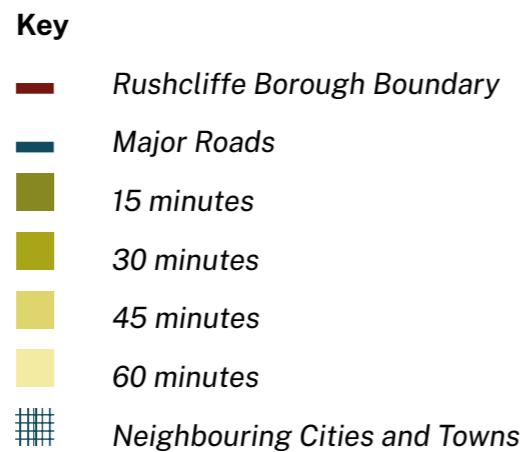 Key
Rushcliffe Borough Boundary
Major Roads
15 minutes
30 minutes
45 minutes
60 minutes
Neighbouring Cities and Towns